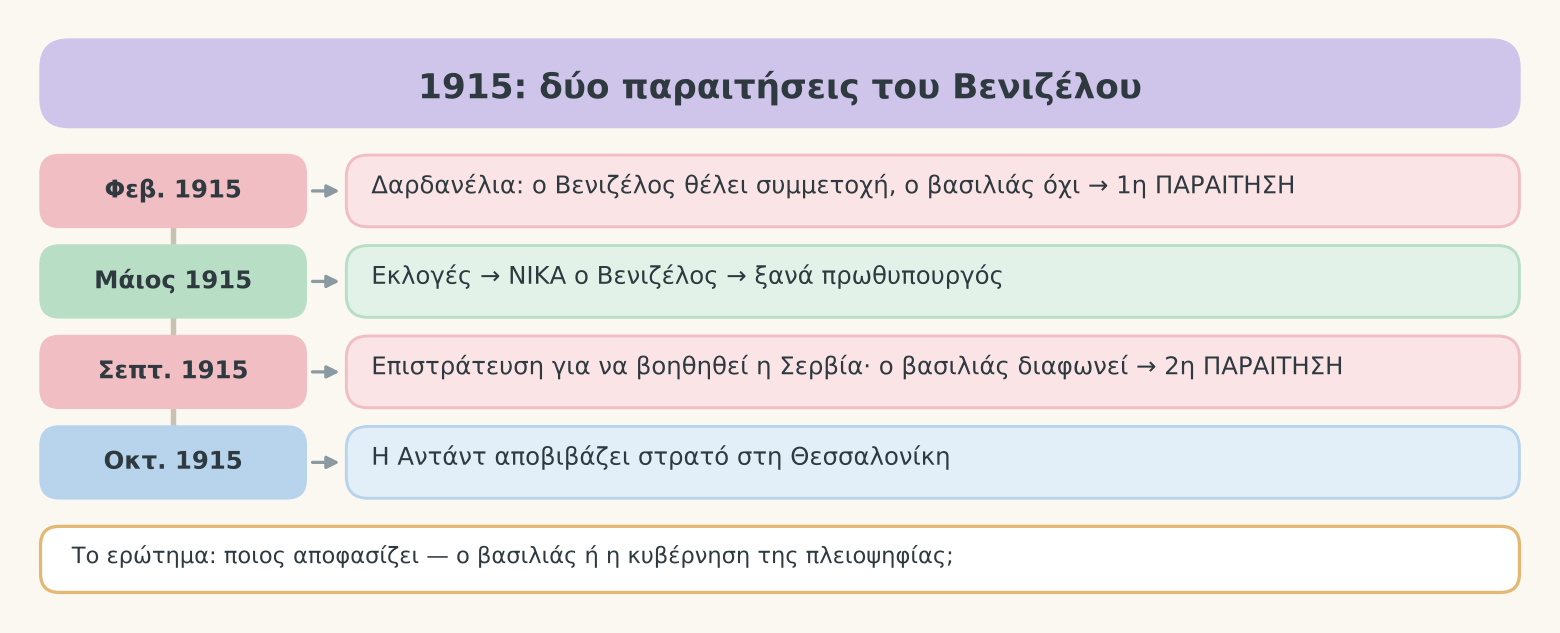 1915: δύο παραιτήσεις του Βενιζέλου
Φεβ. 1915 → Δαρδανέλια: ο Βενιζέλος θέλει συμμετοχή, ο βασιλιάς όχι → 1η ΠΑΡΑΙΤΗΣΗ
Μάιος 1915 → Εκλογές → ΝΙΚΑ ο Βενιζέλος → ξανά πρωθυπουργός
Σεπτ. 1915 → Επιστράτευση για να βοηθηθεί η Σερβία· ο βασιλιάς διαφωνεί → 2η ΠΑΡΑΙΤΗΣΗ
Οκτ. 1915 → Η Αντάντ αποβιβάζει στρατό στη Θεσσαλονίκη
Το ερώτημα: ποιος αποφασίζει — ο βασιλιάς ή η κυβέρνηση της πλειοψηφίας;